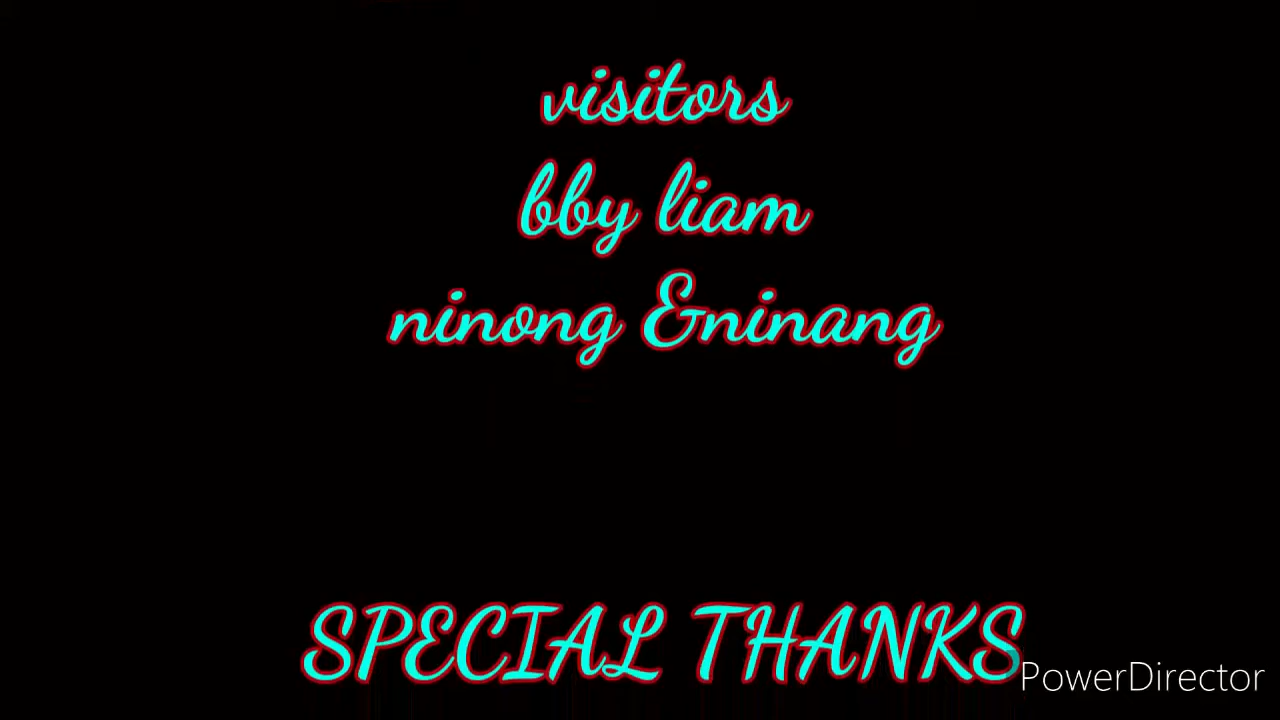 visitors
bby liam
ninong &ninang
SPECIAL THANKS
PowerDirector